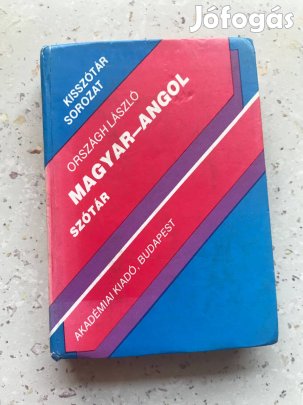 Jófogás
KISSZÓTÁR
SOROZAT
ORSZÁGH LÁSZLÓ
MAGYAR–ANGOL
SZÓTÁR
AKADÉMIAI KIADÓ, BUDAPEST